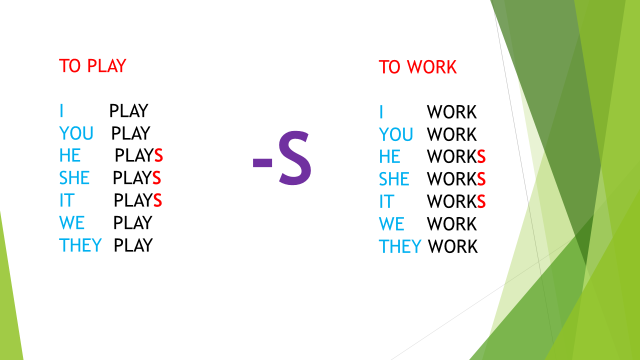 TO PLAY
I PLAY
YOU PLAY
HE PLAYS
SHE PLAYS
IT PLAYS
WE PLAY
THEY PLAY
-S
TO WORK
I WORK
YOU WORK
HE WORKS
SHE WORKS
IT WORKS
WE WORK
THEY WORK